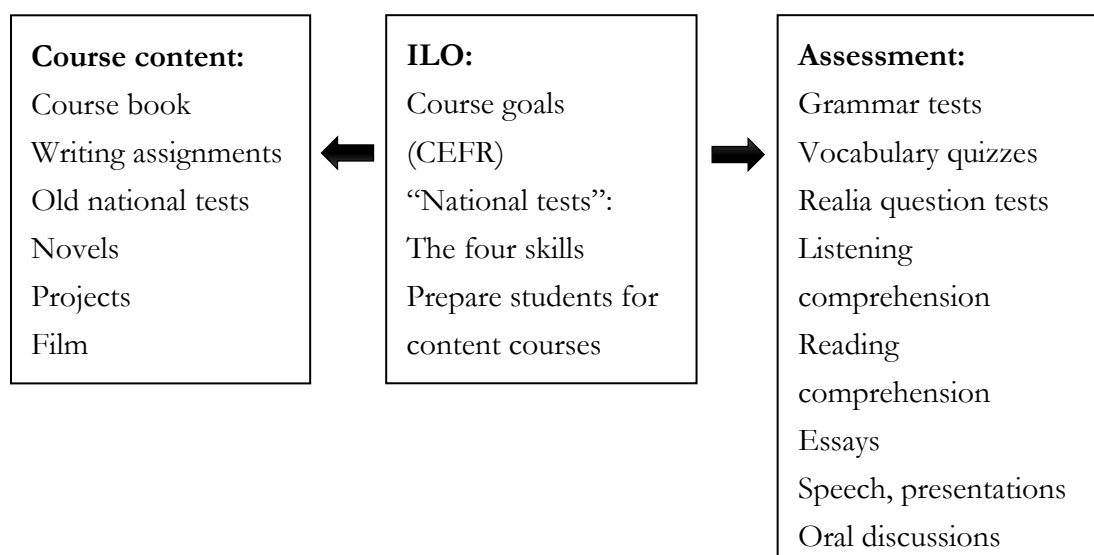 Course content:
Course book
Writing assignments
Old national tests
Novels
Projects
Film
ILO:
Course goals
(CEFR)
“National tests”:
The four skills
Prepare students for
content courses
Assessment:
Grammar tests
Vocabulary quizzes
Realia question tests
Listening
comprehension
Reading
comprehension
Essays
Speech, presentations
Oral discussions